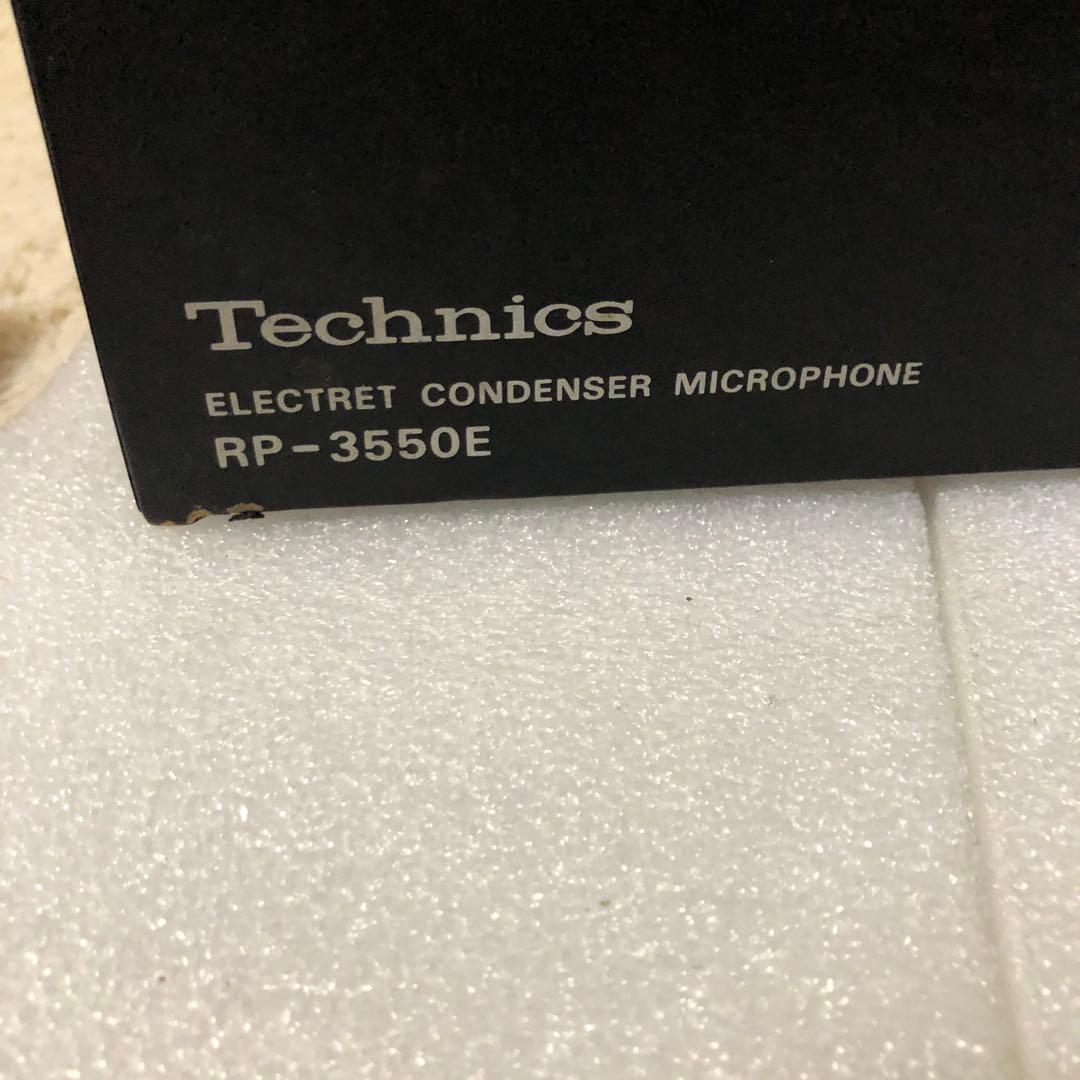 Technics
ELECTRET CONDENSER MICROPHONE
RP-3550E